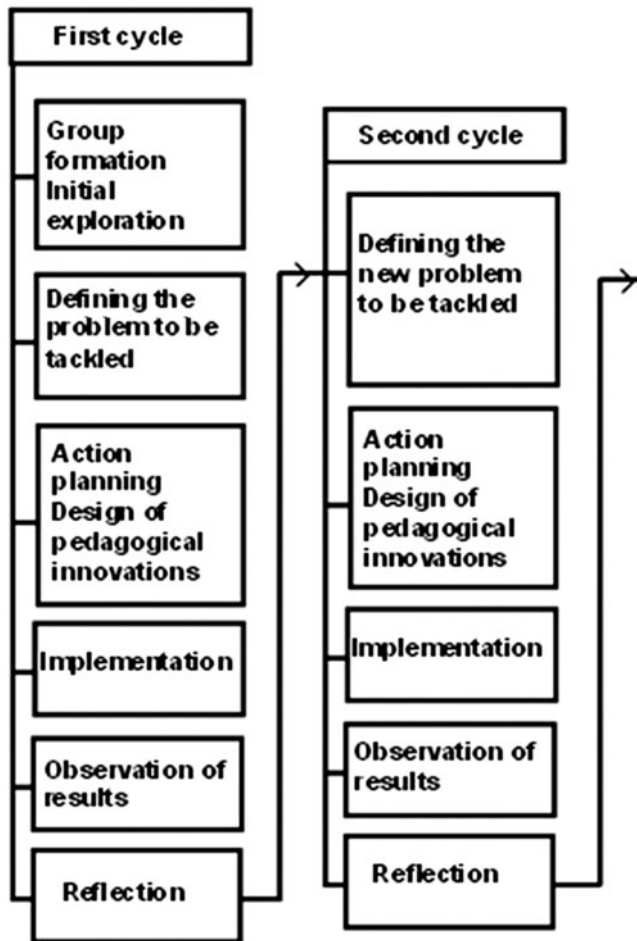 First cycle
Group
formation
Initial
exploration
Defining the
problem to be
tackled
Action
planning
Design of
pedagogical
innovations
Implementation
Observation of
results
Reflection
Second cycle
Defining the
new problem
to be tackled
Action
planning
Design of
pedagogical
innovations
Implementation
Observation of
results
Reflection